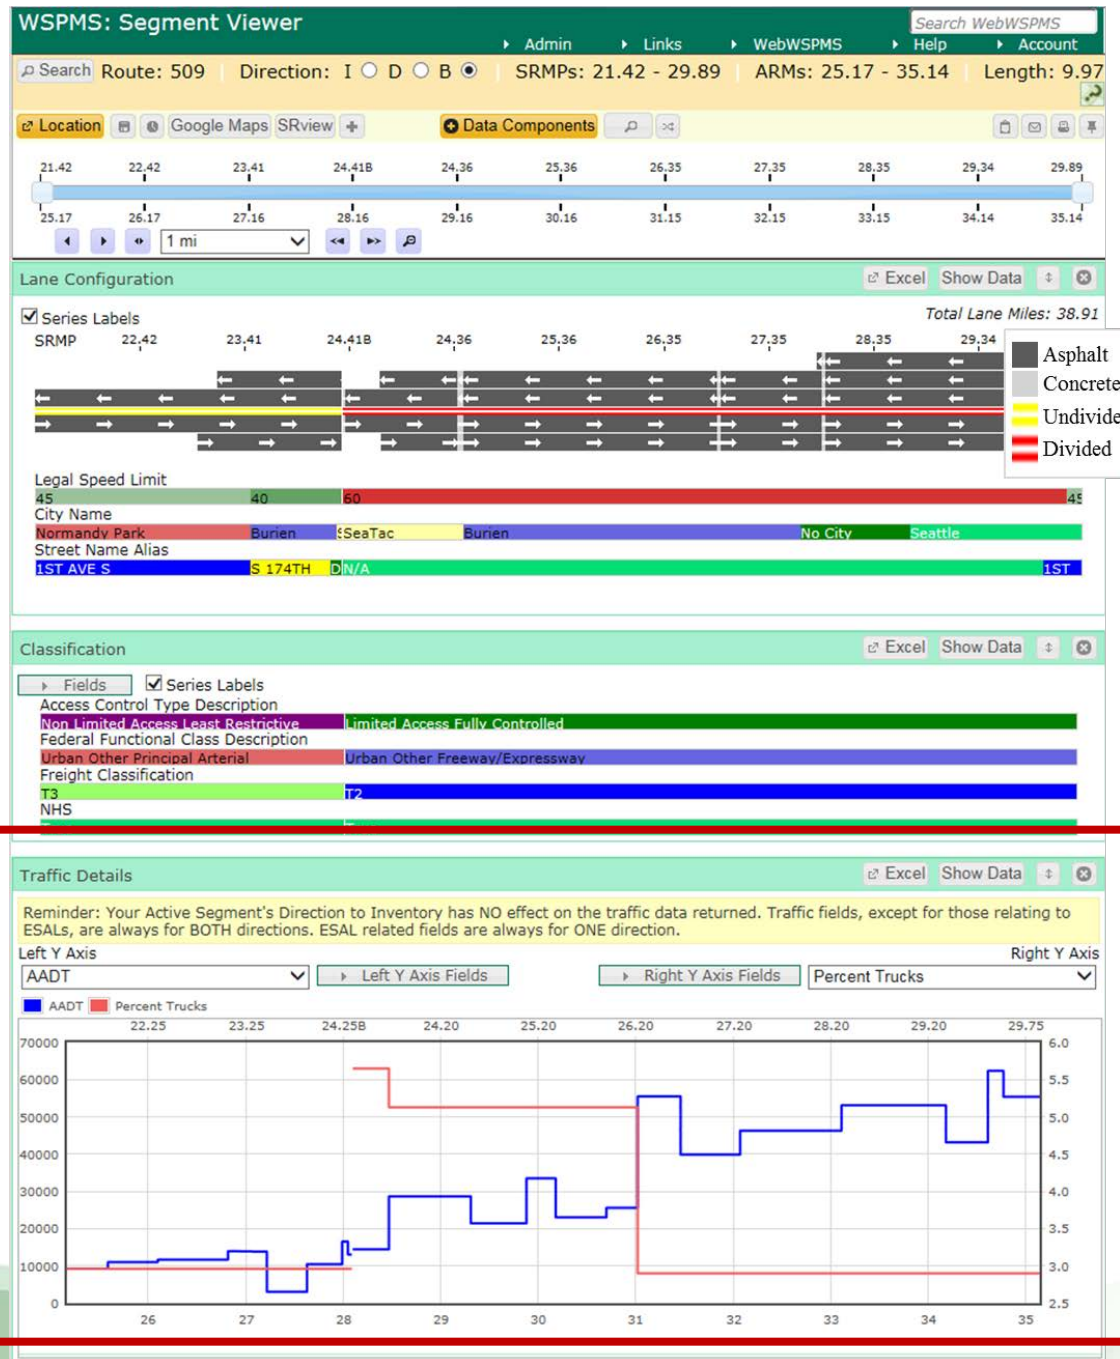 WSPMS: Segment Viewer
Search WebWSPMS
Admin Links WebWSPMS Help Account
Search Route: 509 Direction: I D B SRMPs: 21.42 - 29.89 ARMs: 25.17 - 35.14 Length: 9.97
Location Google Maps SRview Data Components
21.42 22.42 23.41 24.41B 24.36 25.36 26.35 27.35 28.35 29.34 29.89
25.17 26.17 27.16 28.16 29.16 30.16 31.15 32.15 33.15 34.14 35.14
1 mi
Lane Configuration Excel Show Data
Series Labels Total Lane Miles: 38.91
SRMP 22.42 23.41 24.41B 24.36 25.36 26.35 27.35 28.35 29.34
Asphalt
Concrete
Undivide
Divided
Legal Speed Limit
45 40 60 45
City Name
Normandy Park Burien SeaTac Burien No City Seattle
Street Name Alias
1ST AVE S S 174TH D N/A 1ST
Classification Excel Show Data
Fields Series Labels
Access Control Type Description
Non Limited Access Least Restrictive Limited Access Fully Controlled
Federal Functional Class Description
Urban Other Principal Arterial Urban Other Freeway/Expressway
Freight Classification
T3 T2
NHS
Traffic Details Excel Show Data
Reminder: Your Active Segment's Direction to Inventory has NO effect on the traffic data returned. Traffic fields, except for those relating to
ESALs, are always for BOTH directions. ESAL related fields are always for ONE direction.
Left Y Axis Right Y Axis
AADT Left Y Axis Fields Right Y Axis Fields Percent Trucks
AADT Percent Trucks
22.25 23.25 24.25B 24.20 25.20 26.20 27.20 28.20 29.20 29.75
70000 6.0
60000 5.5
50000 5.0
40000 4.5
30000 4.0
20000 3.5
10000 3.0
0 2.5
26 27 28 29 30 31 32 33 34 35